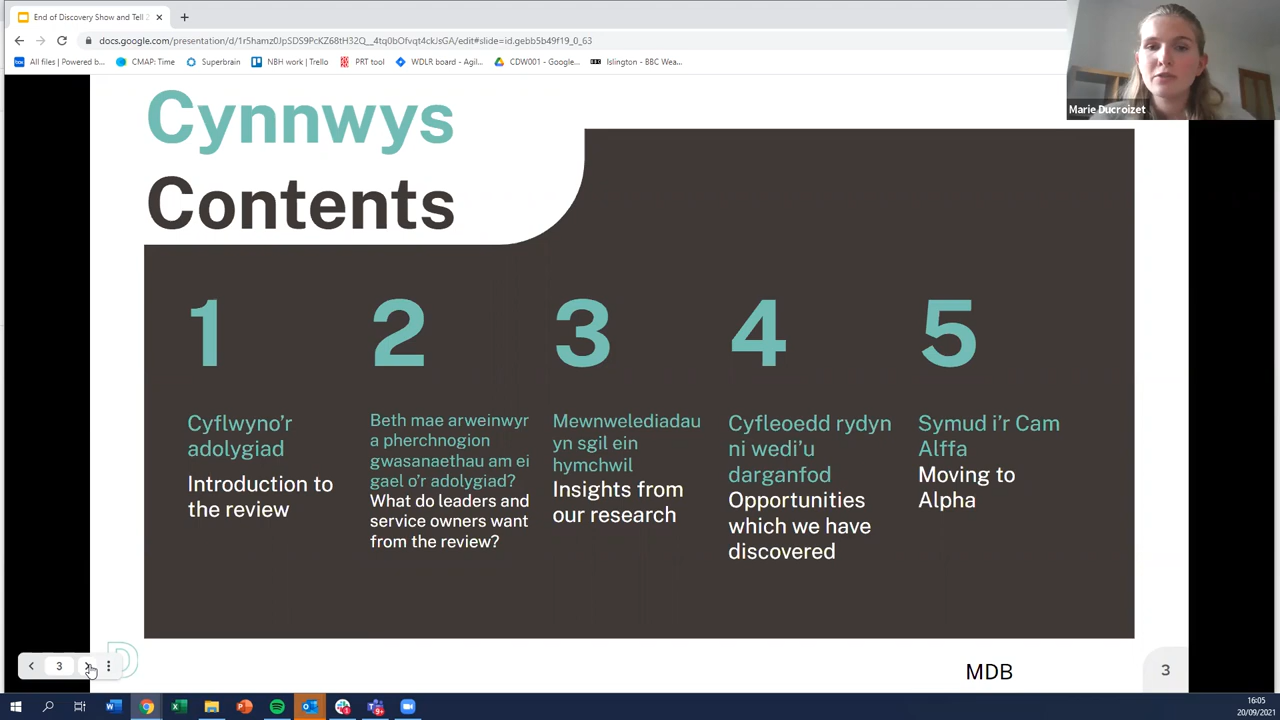 End of Discovery Show and Tell 2
docs.google.com/presentation/d/1r5hamz0JpSDS9PcKZ68tH32Q__4tq0bOfvqt4ckJsGA/edit#slide=id.gebb5b49f19_0_63
All files | Powered b...
CMAP: Time
Superbrain
NBH work | Trello
PRT tool
WDLR board - Agil...
CDW001 - Google...
Islington - BBC Wea...
Marie Ducroizet
Cynnwys
Contents
1
Cyflwyno'r
adolygiad
Introduction to
the review
2
Beth mae arweinwyr
a pherchnogion
gwasanaethau am ei
gael o'r adolygiad?
What do leaders and
service owners want
from the review?
3
Mewnwelediadau
yn sgil ein
hymchwil
Insights from
our research
4
Cyfleoedd rydyn
ni wedi'u
darganfod
Opportunities
which we have
discovered
5
Symud i'r Cam
Alffa
Moving to
Alpha
3
MDB
3
16:05
20/09/2021